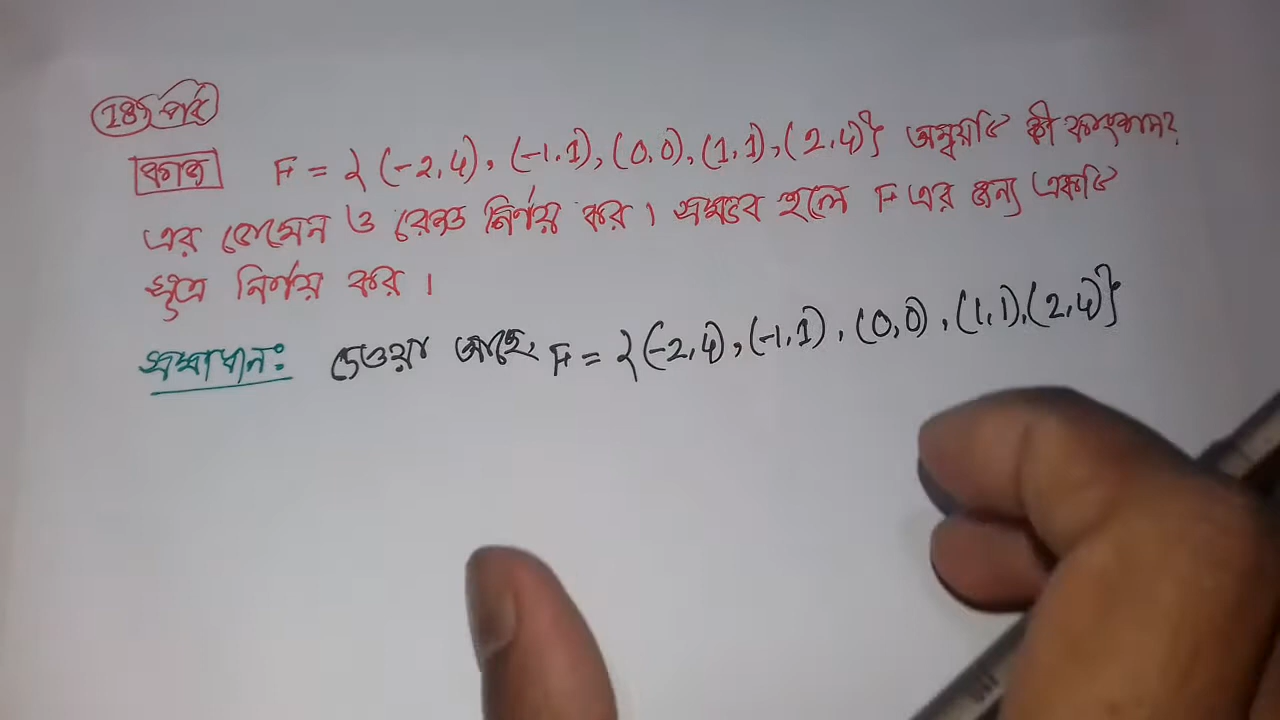 18১ পর্ব
কাজ F = {(-2,4), (-1,1), (0,0), (1,1), (2,4)} অন্বয়টি কী ফাংশন?
এর ডোমেন ও রেঞ্জ নির্ণয় কর। সম্ভব হলে F এর জন্য একটি
সূত্র নির্ণয় কর।
সমাধান: দেওয়া আছে, F = {(-2,4), (-1,1), (0,0), (1,1), (2,4)}